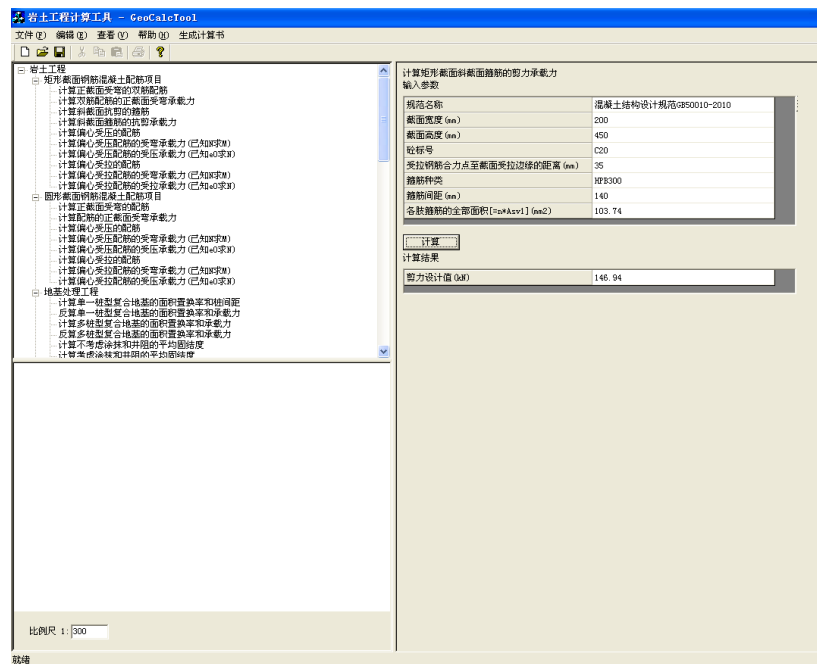 岩土工程计算工具 - GeoCalcTool
文件(F) 编辑(E) 查看(V) 帮助(H) 生成计算书
岩土工程
矩形截面钢筋混凝土配筋项目
计算正截面受弯的双筋配筋
计算双筋配筋的正截面受弯承载力
计算斜截面抗剪的箍筋
计算斜截面箍筋的抗剪承载力
计算偏心受压的配筋
计算偏心受压配筋的受弯承载力(已知N求M)
计算偏心受压配筋的受压承载力(已知e0求N)
计算偏心受拉的配筋
计算偏心受拉配筋的受弯承载力(已知N求M)
计算偏心受拉配筋的受拉承载力(已知e0求N)
圆形截面钢筋混凝土配筋项目
计算正截面受弯的配筋
计算配筋的正截面受弯承载力
计算偏心受压的配筋
计算偏心受压配筋的受弯承载力(已知N求M)
计算偏心受压配筋的受压承载力(已知e0求N)
计算偏心受拉的配筋
计算偏心受拉配筋的受弯承载力(已知N求M)
计算偏心受拉配筋的受压承载力(已知e0求N)
地基处理工程
计算单一桩型复合地基的面积置换率和桩间距
反算单一桩型复合地基的面积置换率和承载力
计算多桩型复合地基的面积置换率和承载力
反算多桩型复合地基的面积置换率和承载力
计算不考虑涂抹和井阻的平均固结度
计算考虑涂抹和井阻的平均固结度
比例尺 1: 300
就绪
计算矩形截面斜截面箍筋的剪力承载力
输入参数
规范名称 混凝土结构设计规范GB50010-2010
截面宽度(mm) 200
截面高度(mm) 450
砼标号 C20
受拉钢筋合力点至截面受拉边缘的距离(mm) 35
箍筋种类 HPB300
箍筋间距(mm) 140
各肢箍筋的全部面积[=n*Asv1](mm2) 103.74
计算
计算结果
剪力设计值(kN) 146.94